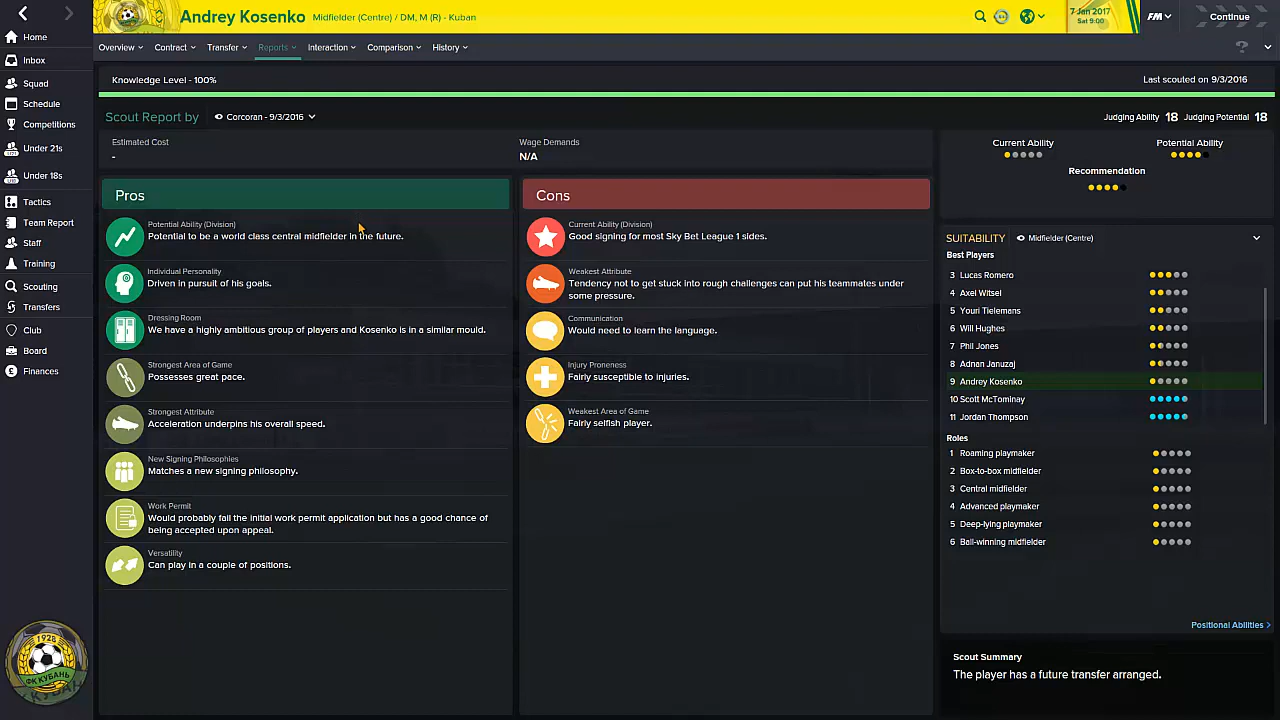 Andrey Kosenko Midfielder (Centre) / DM, M (R) - Kuban
7 Jan 2017
Sat 9:00
FM
Continue
Home
Inbox
Squad
Schedule
Competitions
Under 21s
Under 18s
Tactics
Team Report
Staff
Training
Scouting
Transfers
Club
Board
Finances
Overview
Contract
Transfer
Reports
Interaction
Comparison
History
Knowledge Level - 100%
Last scouted on 9/3/2016
Scout Report by Corcoran - 9/3/2016
Judging Ability 18 Judging Potential 18
Estimated Cost
-
Wage Demands
N/A
Pros
Potential Ability (Division)
Potential to be a world class central midfielder in the future.
Individual Personality
Driven in pursuit of his goals.
Dressing Room
We have a highly ambitious group of players and Kosenko is in a similar mould.
Strongest Area of Game
Possesses great pace.
Strongest Attribute
Acceleration underpins his overall speed.
New Signing Philosophies
Matches a new signing philosophy.
Work Permit
Would probably fail the initial work permit application but has a good chance of
being accepted upon appeal.
Versatility
Can play in a couple of positions.
Cons
Current Ability (Division)
Good signing for most Sky Bet League 1 sides.
Weakest Attribute
Tendency not to get stuck into rough challenges can put his teammates under
some pressure.
Communication
Would need to learn the language.
Injury Proneness
Fairly susceptible to injuries.
Weakest Area of Game
Fairly selfish player.
Current Ability
Potential Ability
Recommendation
SUITABILITY Midfielder (Centre)
Best Players
3 Lucas Romero
4 Axel Witsel
5 Youri Tielemans
6 Will Hughes
7 Phil Jones
8 Adnan Januzaj
9 Andrey Kosenko
10 Scott McTominay
11 Jordan Thompson
Roles
1 Roaming playmaker
2 Box-to-box midfielder
3 Central midfielder
4 Advanced playmaker
5 Deep-lying playmaker
6 Ball-winning midfielder
Positional Abilities >
Scout Summary
The player has a future transfer arranged.
1928
ФК КУБАНЬ